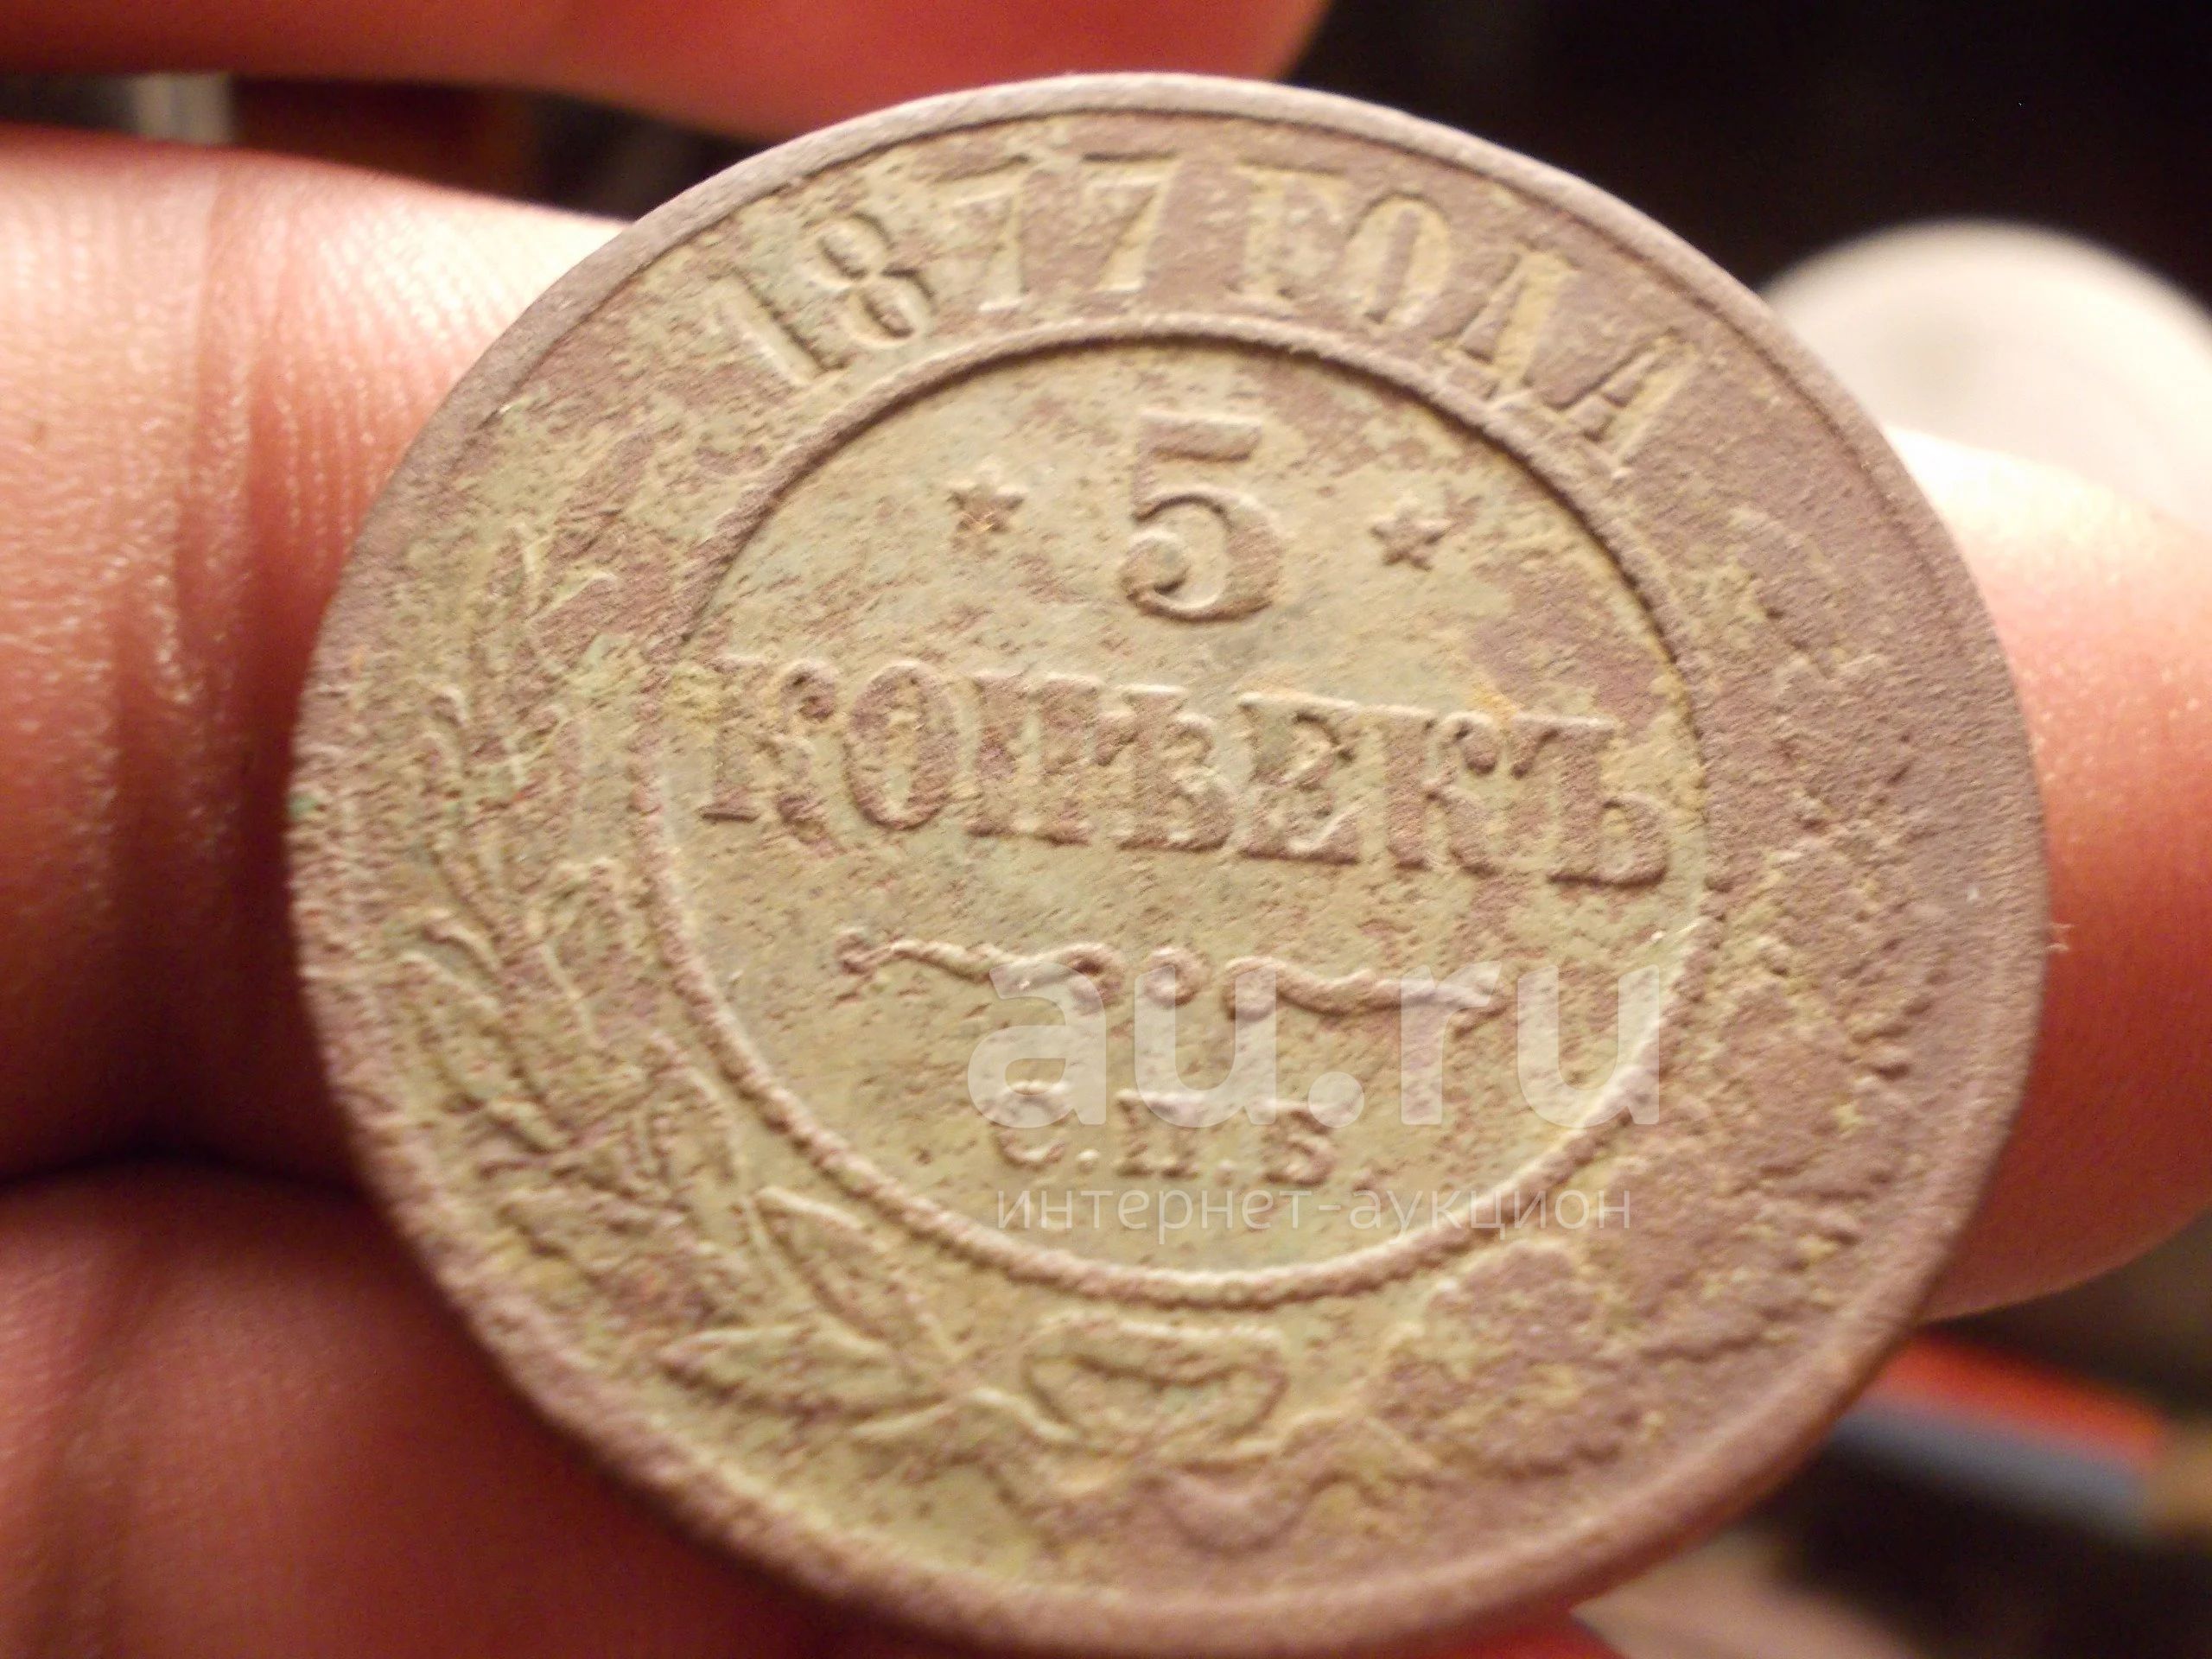 1877 ГОДА
5
КОПѢЕКЪ
С.П.Б.
au.ru
интернет-аукцион